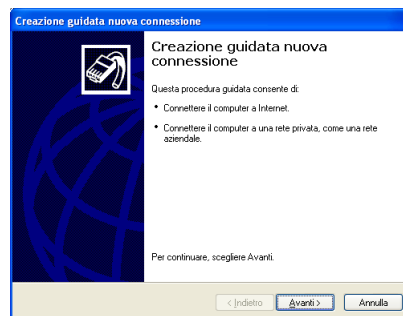 Creazione guidata nuova connessione
Creazione guidata nuova
connessione
Questa procedura guidata consente di:
• Connettere il computer a Internet.
• Connettere il computer a una rete privata, come una rete
aziendale.
Per continuare, scegliere Avanti.
< Indietro Avanti > Annulla